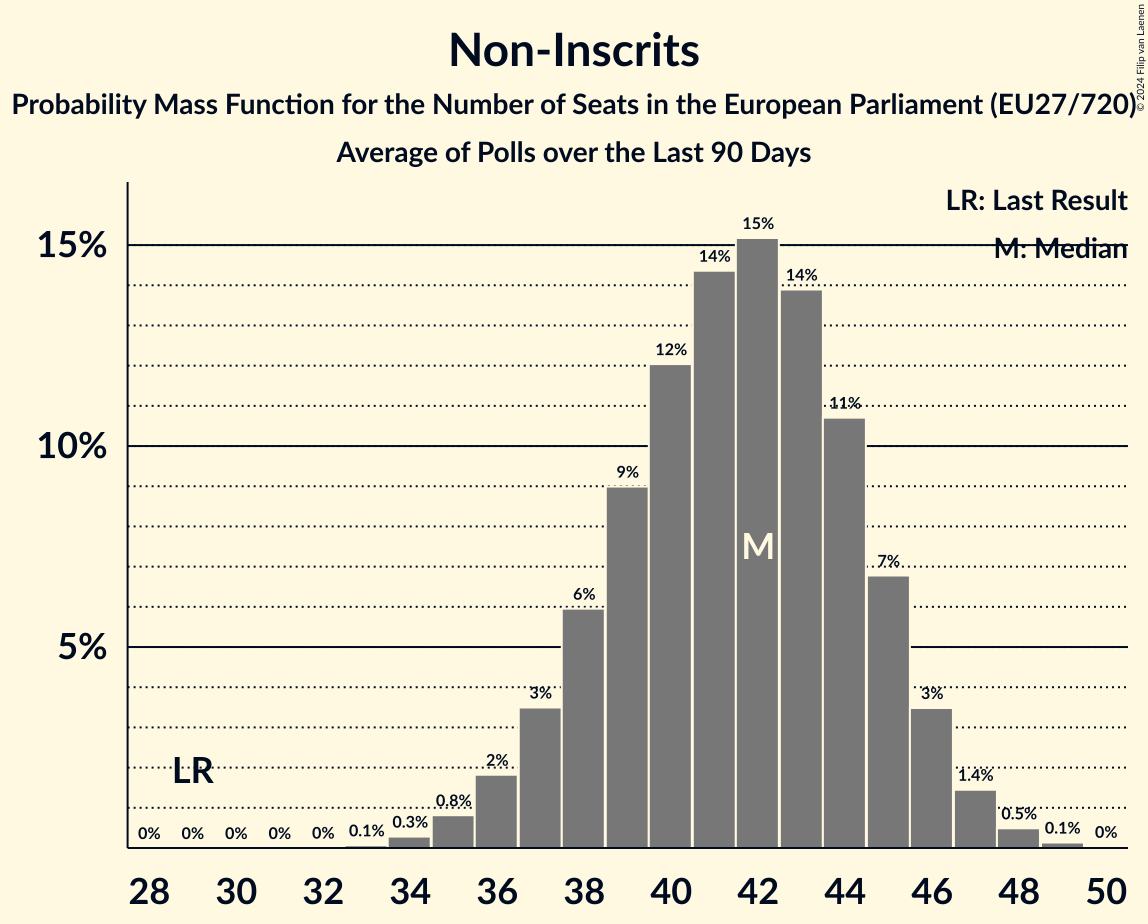 Non-Inscrits
Probability Mass Function for the Number of Seats in the European Parliament (EU27/720)
Average of Polls over the Last 90 Days
© 2024 Filip van Laenen
LR: Last Result
M: Median
15%
10%
5%
0% 0% 0% 0% 0% 0.1% 0.3% 0.8% 2% 3% 6% 9% 12% 14% 15% 14% 11% 7% 3% 1.4% 0.5% 0.1% 0%
LR
M
28 30 32 34 36 38 40 42 44 46 48 50